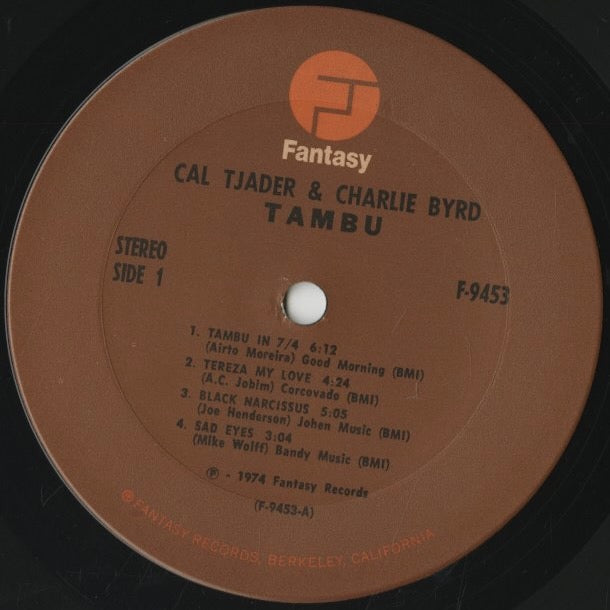 Fantasy
CAL TJADER & CHARLIE BYRD
TAMBU
STEREO
SIDE 1
F-9453
1. TAMBU IN 7/4 6:12
(Airto Moreira) Good Morning (BMI)
2. TEREZA MY LOVE 4:24
(A.C. Jobim) Corcovado (BMI)
3. BLACK NARCISSUS 5:05
(Joe Henderson) Johen Music (BMI)
4. SAD EYES 3:04
(Mike Wolff) Bandy Music (BMI)
℗ - 1974 Fantasy Records
(F-9453-A)
℗ FANTASY RECORDS, BERKELEY, CALIFORNIA